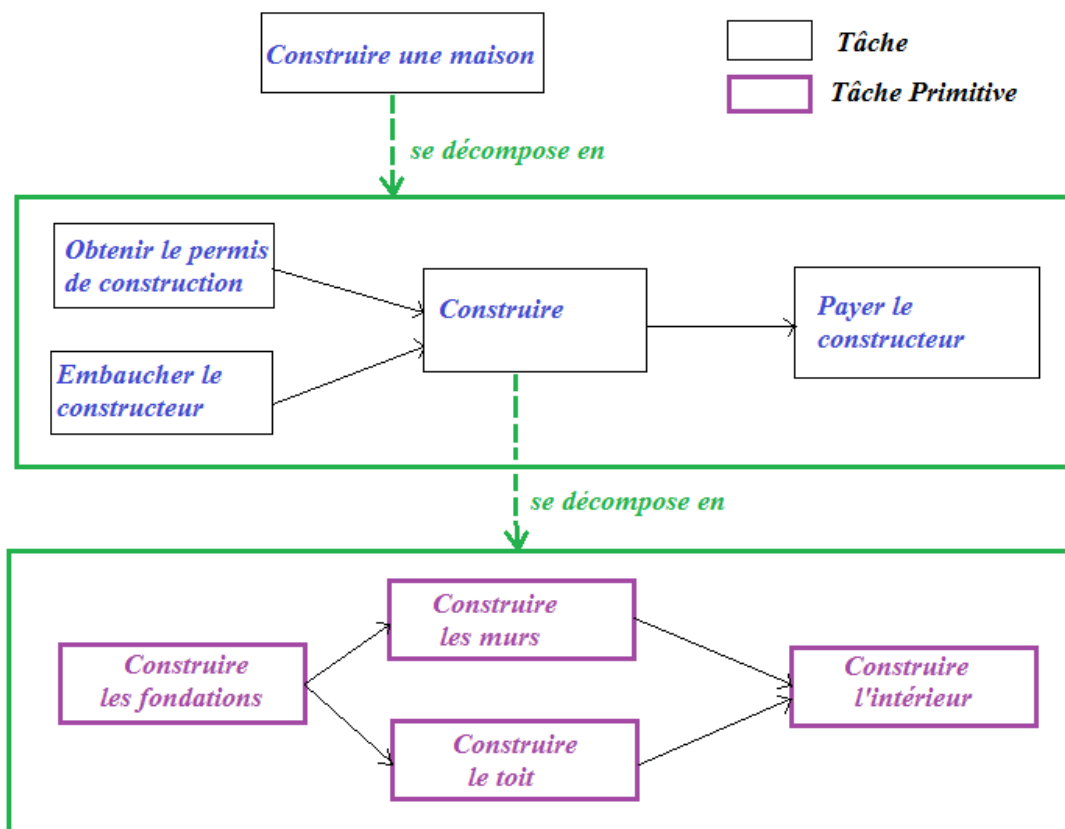 Construire une maison
Tâche
Tâche Primitive
se décompose en
Obtenir le permis
de construction
Embaucher le
constructeur
Construire
Payer le
constructeur
se décompose en
Construire
les fondations
Construire
les murs
Construire
le toit
Construire
l'intérieur